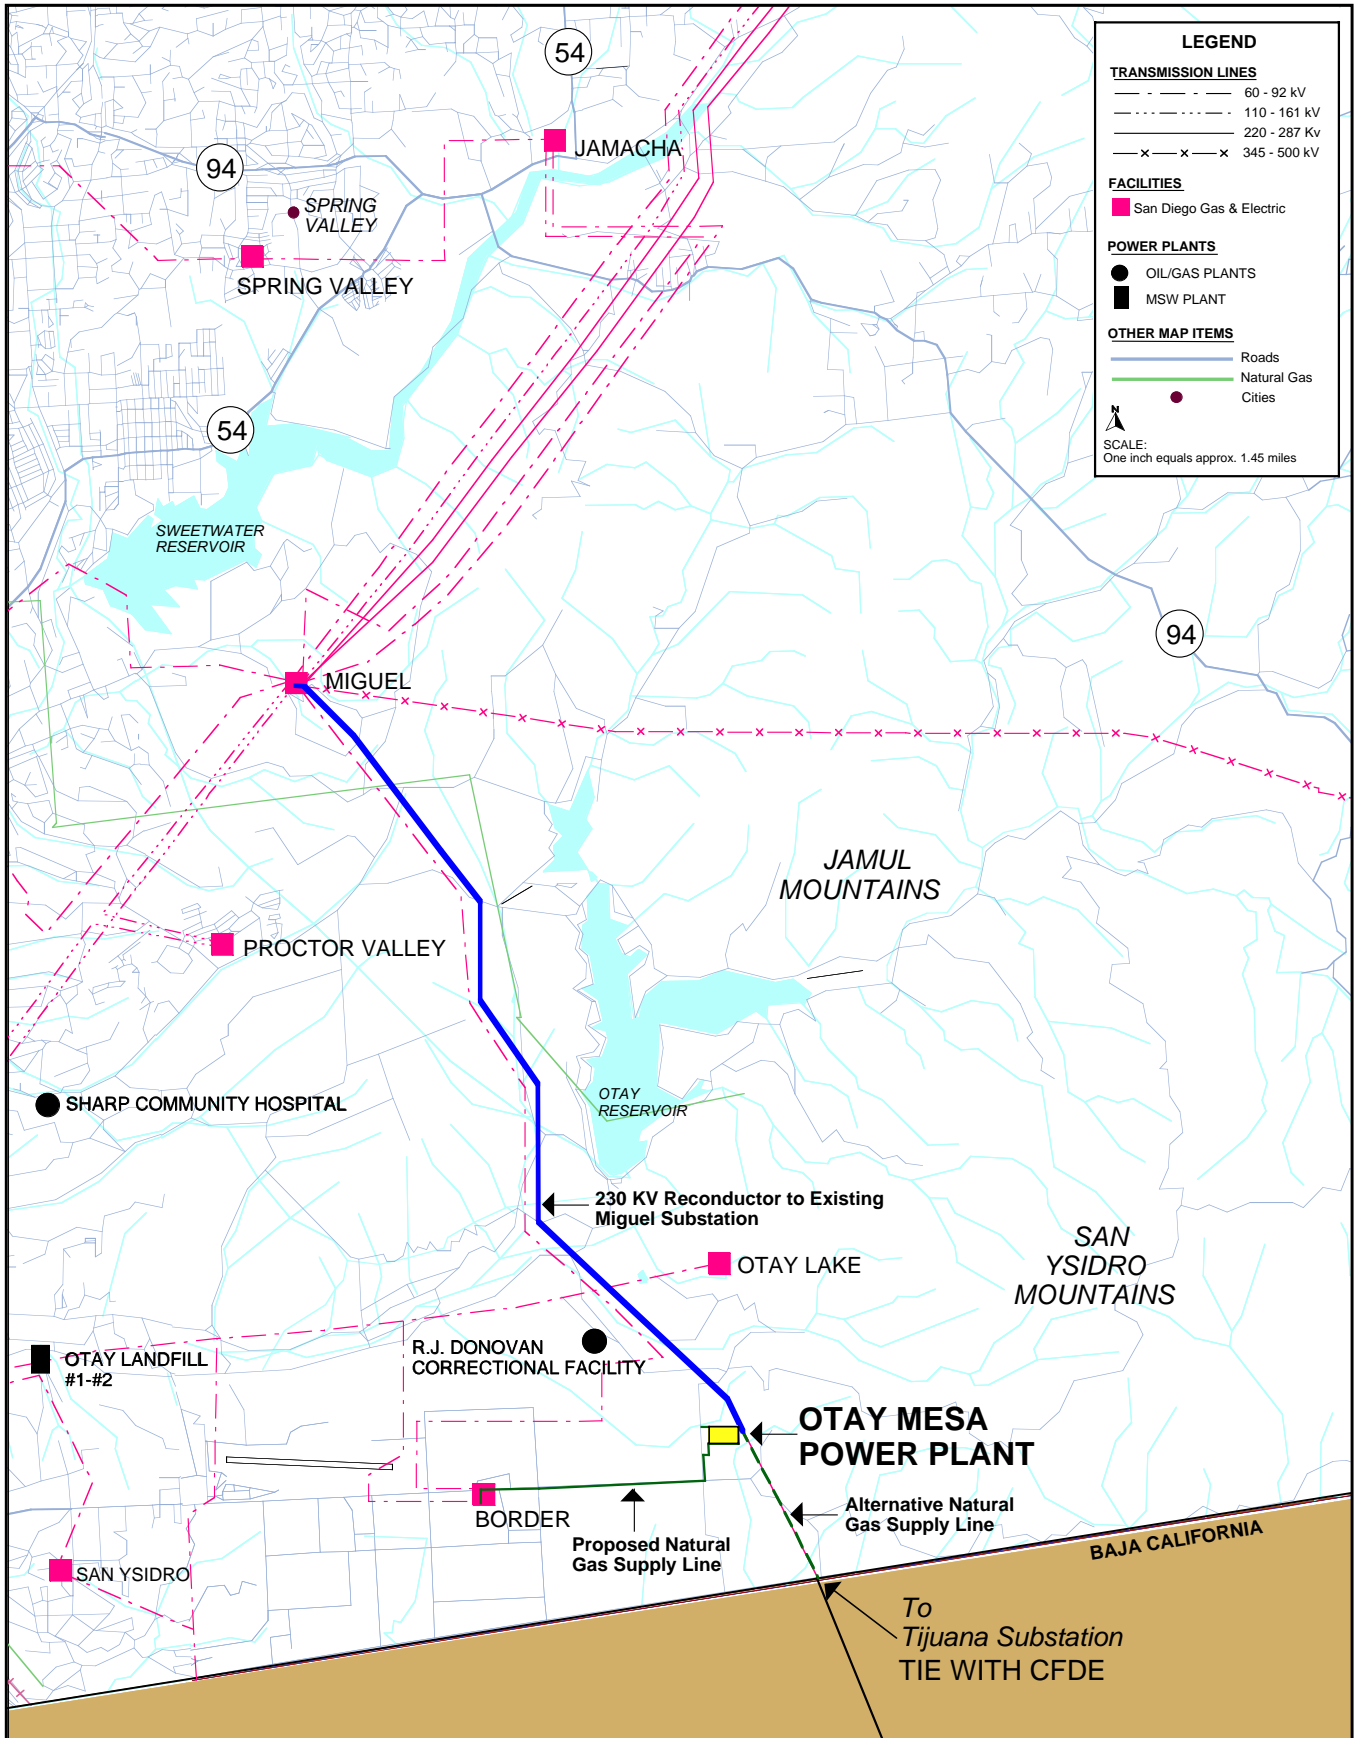 54
JAMACHA
94
SPRING
VALLEY
SPRING VALLEY
54
SWEETWATER
RESERVOIR
LEGEND
TRANSMISSION LINES
60 - 92 kV
110 - 161 kV
220 - 287 Kv
345 - 500 kV
FACILITIES
San Diego Gas & Electric
POWER PLANTS
OIL/GAS PLANTS
MSW PLANT
OTHER MAP ITEMS
Roads
Natural Gas
Cities
N
SCALE:
One inch equals approx. 1.45 miles
94
MIGUEL
JAMUL
MOUNTAINS
PROCTOR VALLEY
SHARP COMMUNITY HOSPITAL
OTAY
RESERVOIR
230 KV Reconductor to Existing
Miguel Substation
OTAY LAKE
SAN
YSIDRO
MOUNTAINS
R.J. DONOVAN
CORRECTIONAL FACILITY
OTAY LANDFILL
#1-#2
OTAY MESA
POWER PLANT
Alternative Natural
Gas Supply Line
BORDER
Proposed Natural
Gas Supply Line
SAN YSIDRO
BAJA CALIFORNIA
To
Tijuana Substation
TIE WITH CFDE